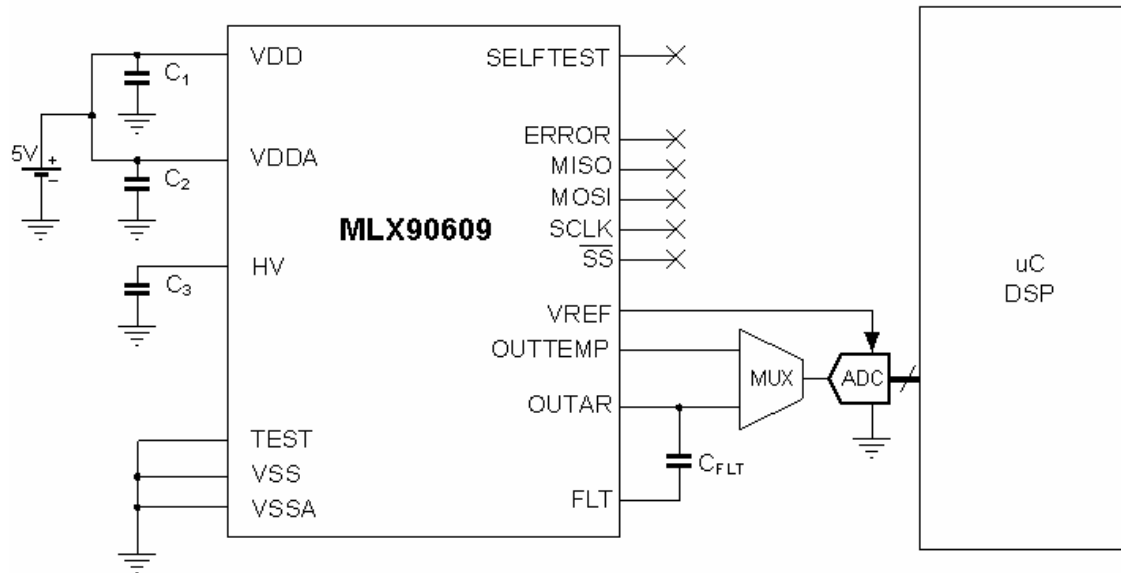 VDD
SELFTEST
C1
ERROR
5V
+
-
VDDA
MISO
C2
MOSI
MLX90609
SCLK
SS
HV
uC
DSP
C3
VREF
OUTTEMP
MUX
ADC
OUTAR
TEST
CFLT
VSS
FLT
VSSA